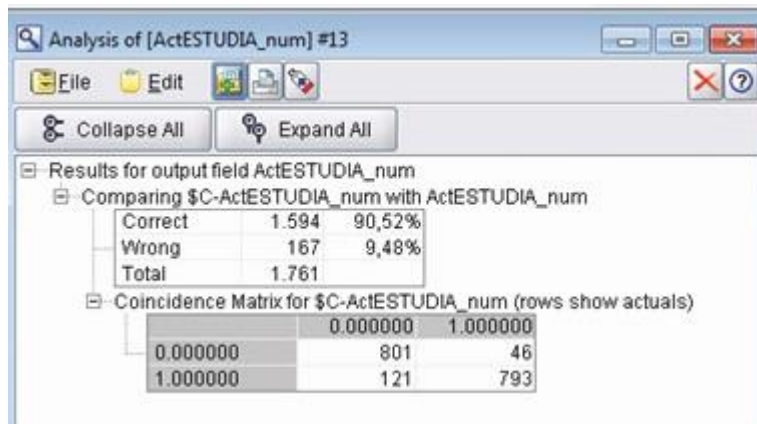 Analysis of [ActESTUDIA_num] #13
File Edit
Collapse All Expand All
Results for output field ActESTUDIA_num
Comparing $C-ActESTUDIA_num with ActESTUDIA_num
Correct 1.594 90,52%
Wrong 167 9,48%
Total 1.761
Coincidence Matrix for $C-ActESTUDIA_num (rows show actuals)
0.000000 1.000000
0.000000 801 46
1.000000 121 793